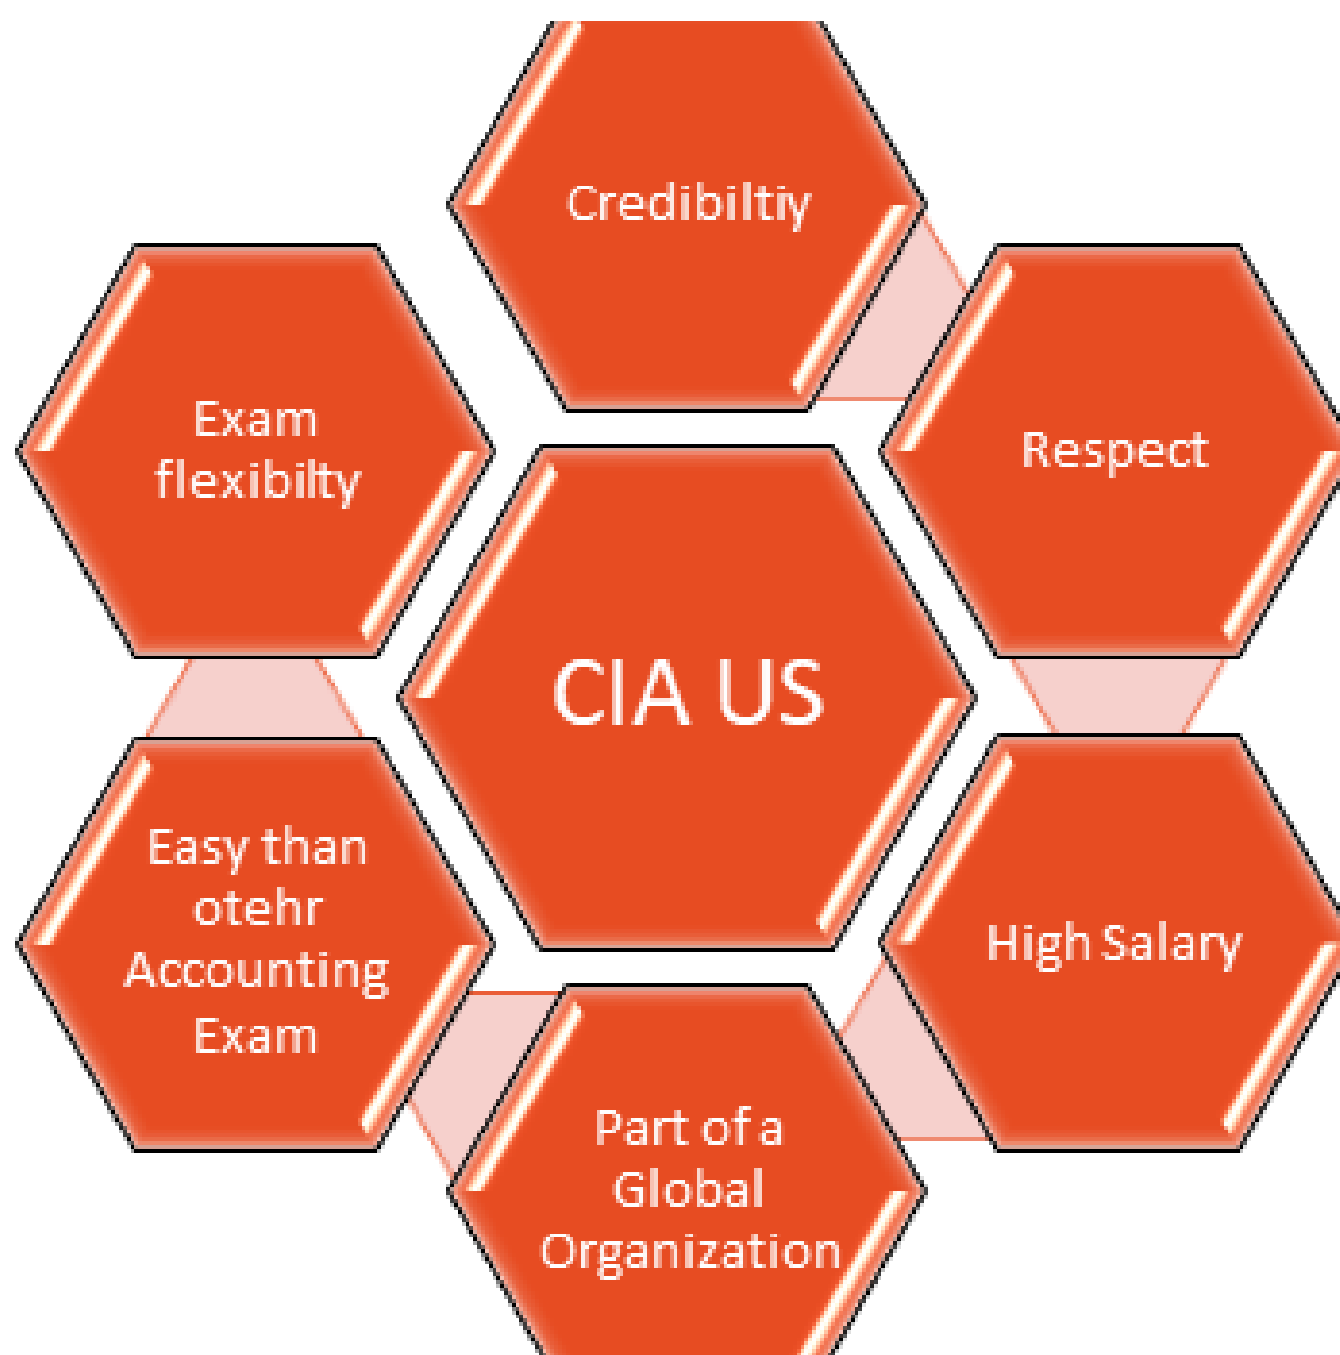 Credibiltiy
Respect
High Salary
Part of a
Global
Organization
Easy than
otehr
Accounting
Exam
Exam
flexibilty
CIA US